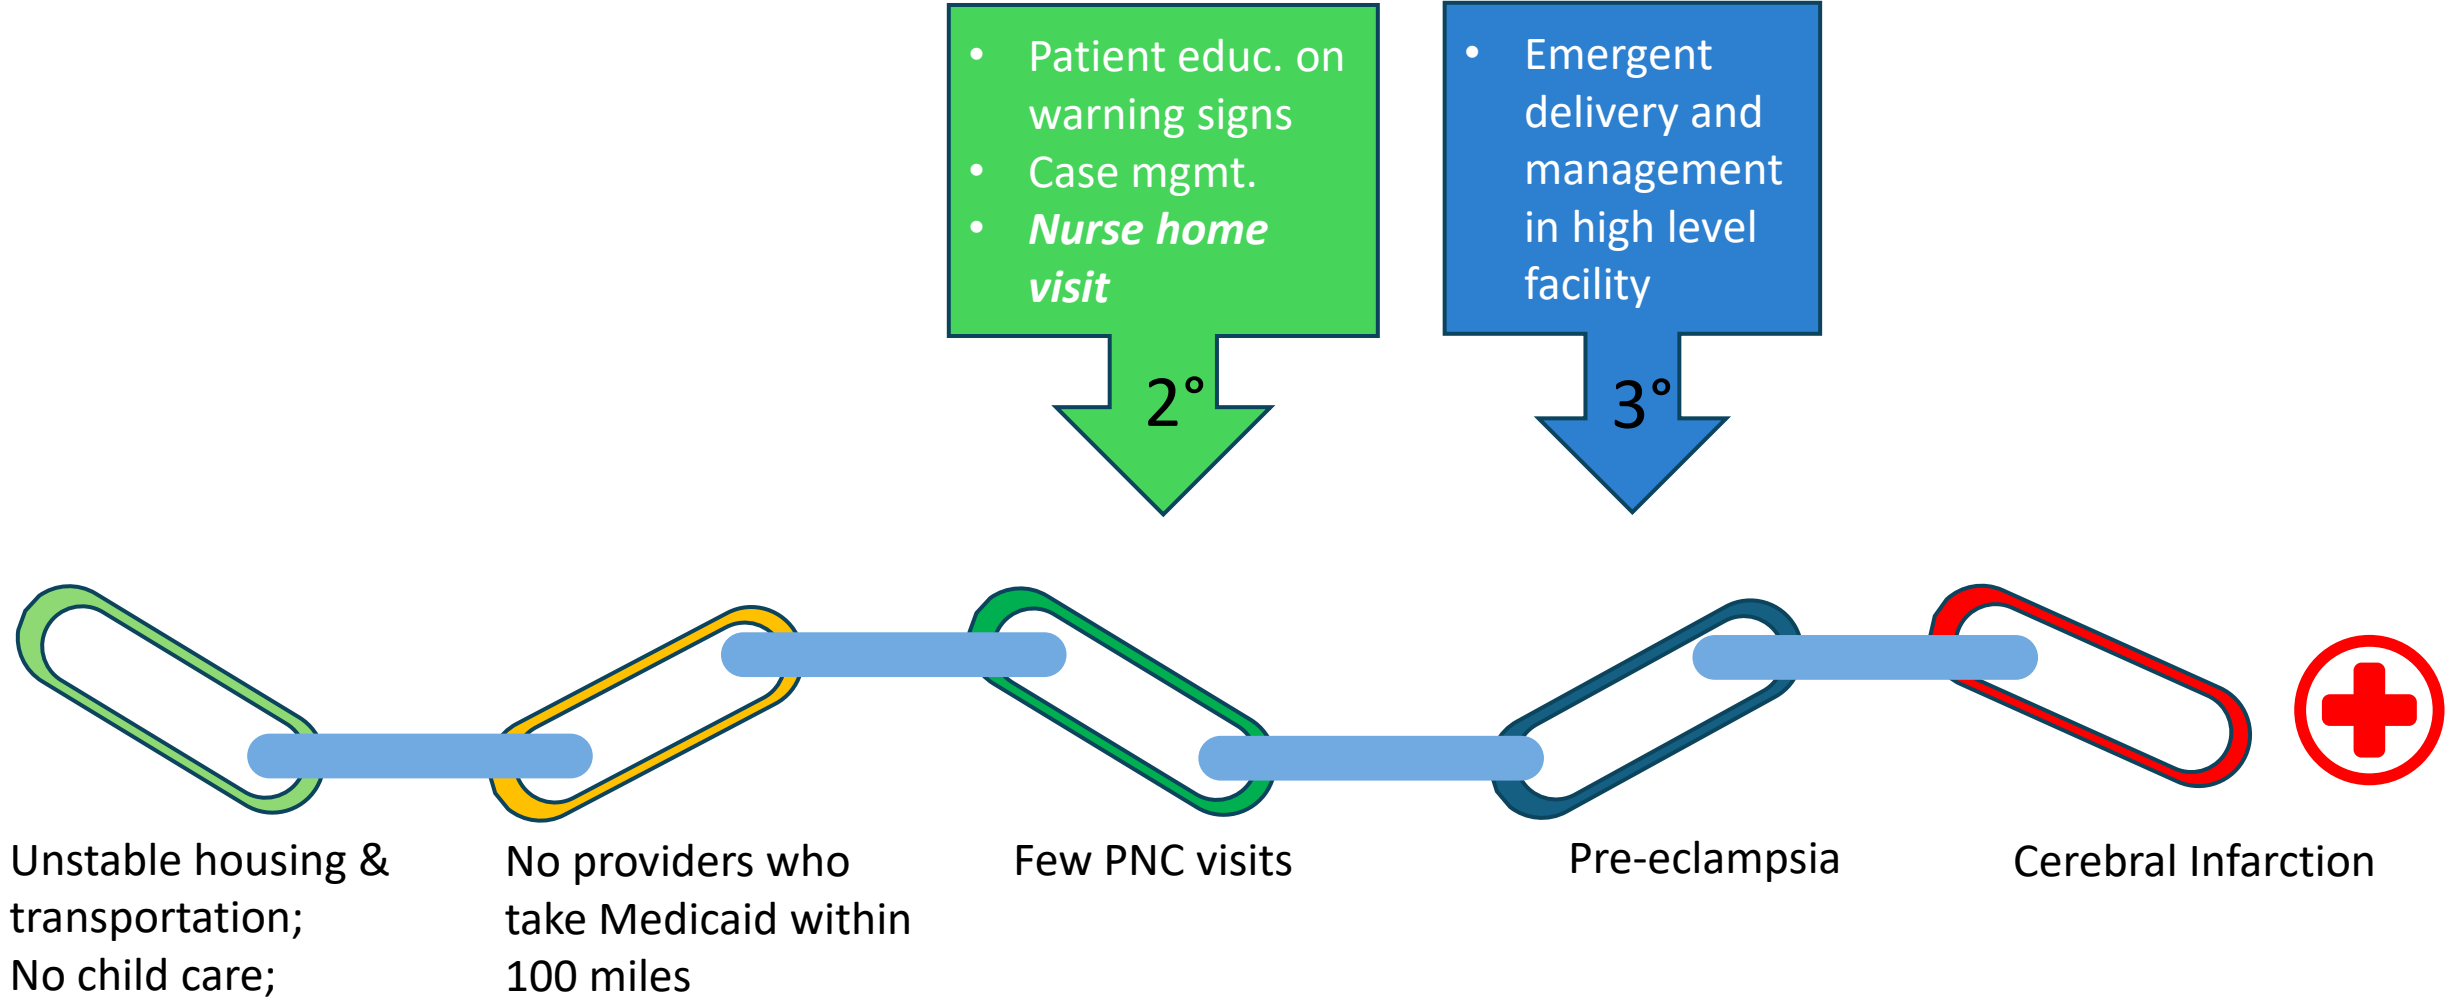 • Patient educ. on
warning signs
• Case mgmt.
• Nurse home
visit
2°
• Emergent
delivery and
management
in high level
facility
3°
Unstable housing &
transportation;
No child care;
No providers who
take Medicaid within
100 miles
Few PNC visits
Pre-eclampsia
Cerebral Infarction